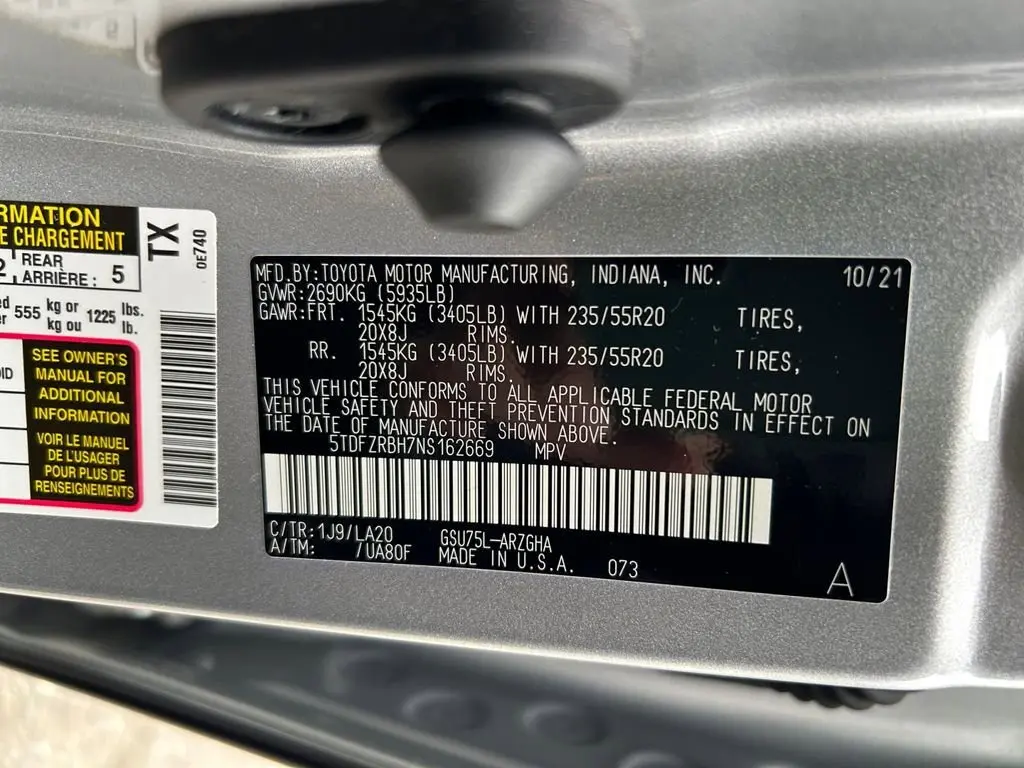 RMATION
E CHARGEMENT
2 REAR ARRIÈRE : 5
555 kg or kg ou 1225 lbs. lb.
SEE OWNER'S
MANUAL FOR
ADDITIONAL
INFORMATION
VOIR LE MANUEL
DE L'USAGER
POUR PLUS DE
RENSEIGNEMENTS
TX
0E740
MFD.BY:TOYOTA MOTOR MANUFACTURING, INDIANA, INC. 10/21
GVWR:2690KG (5935LB)
GAWR:FRT. 1545KG (3405LB) WITH 235/55R20 TIRES,
20X8J RIMS.
RR. 1545KG (3405LB) WITH 235/55R20 TIRES,
20X8J RIMS.
THIS VEHICLE CONFORMS TO ALL APPLICABLE FEDERAL MOTOR
VEHICLE SAFETY AND THEFT PREVENTION STANDARDS IN EFFECT ON
THE DATE OF MANUFACTURE SHOWN ABOVE.
5TDFZRBH7NS162669 MPV
C/TR:1J9/LA20 GSU75L-ARZGHA
A/TM: /UA80F MADE IN U.S.A. 073
A